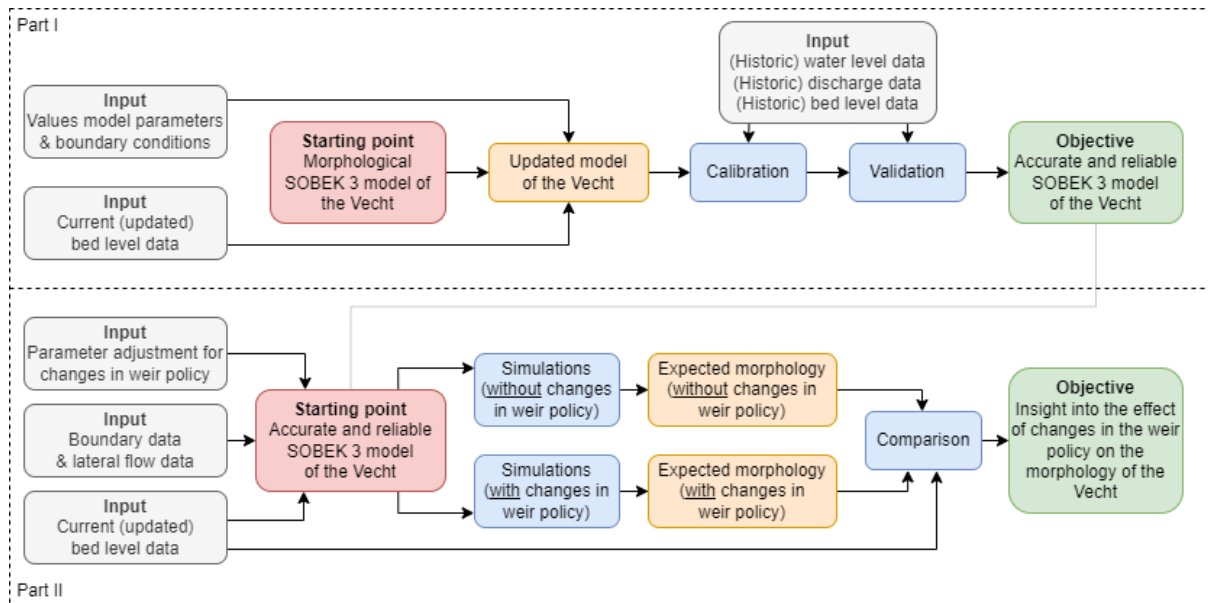 Part I
Input
Values model parameters
& boundary conditions
Input
Current (updated)
bed level data
Starting point
Morphological
SOBEK 3 model of
the Vecht
Updated model
of the Vecht
Input
(Historic) water level data
(Historic) discharge data
(Historic) bed level data
Calibration
Validation
Objective
Accurate and reliable
SOBEK 3 model
of the Vecht
Input
Parameter adjustment for
changes in weir policy
Input
Boundary data
& lateral flow data
Input
Current (updated)
bed level data
Starting point
Accurate and reliable
SOBEK 3 model
of the Vecht
Simulations
(without changes
in weir policy)
Expected morphology
(without changes in
weir policy)
Simulations
(with changes in
weir policy)
Expected morphology
(with changes in
weir policy)
Comparison
Objective
Insight into the effect
of changes in the weir
policy on the
morphology of the
Vecht
Part II